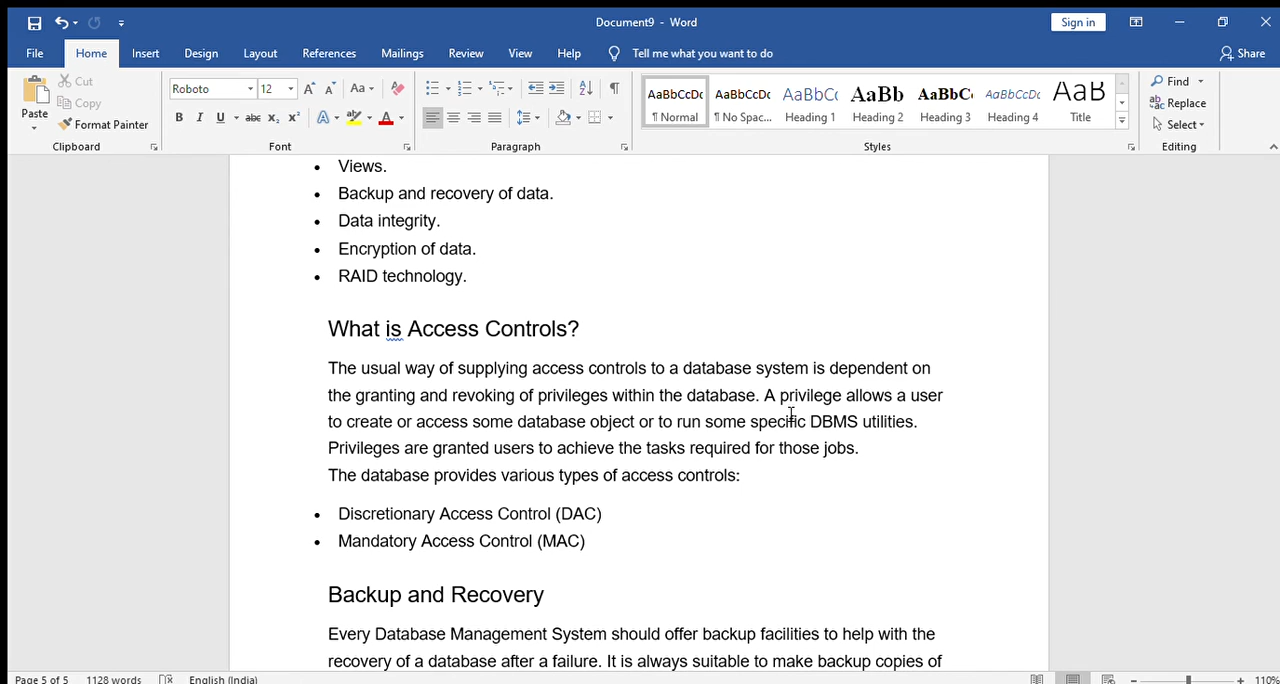 Document9 - Word
Sign in
File Home Insert Design Layout References Mailings Review View Help Tell me what you want to do Share
Paste
Cut
Copy
Format Painter
Clipboard
Roboto 12
Font
Paragraph
AaBbCcDc AaBbCcDc AaBbCc AaBb AaBbC AaBbCcDc AaB
¶ Normal ¶ No Spac... Heading 1 Heading 2 Heading 3 Heading 4 Title
Styles
Find
Replace
Select
Editing
• Views.
• Backup and recovery of data.
• Data integrity.
• Encryption of data.
• RAID technology.
What is Access Controls?
The usual way of supplying access controls to a database system is dependent on
the granting and revoking of privileges within the database. A privilege allows a user
to create or access some database object or to run some specific DBMS utilities.
Privileges are granted users to achieve the tasks required for those jobs.
The database provides various types of access controls:
• Discretionary Access Control (DAC)
• Mandatory Access Control (MAC)
Backup and Recovery
Every Database Management System should offer backup facilities to help with the
recovery of a database after a failure. It is always suitable to make backup copies of
Page 5 of 5 1128 words English (India) 110%